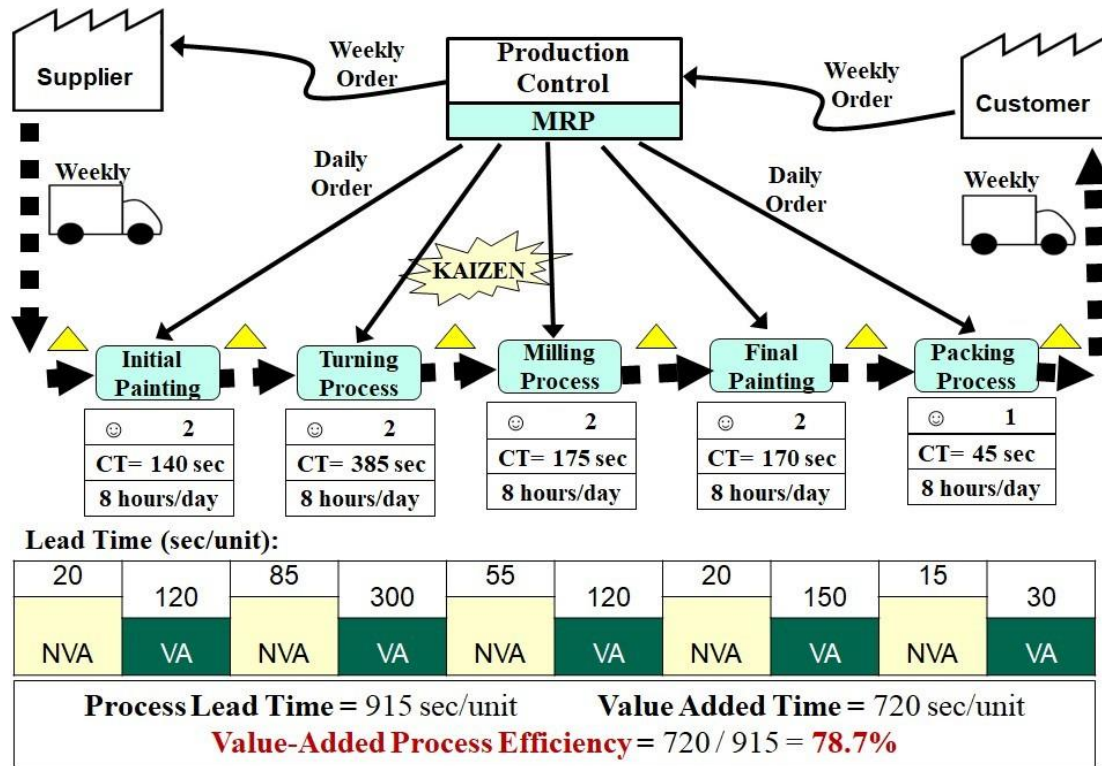 Supplier
Weekly
Order
Production
Control
MRP
Weekly
Order
Customer
Weekly
Daily
Order
KAIZEN
Daily
Order
Weekly
Initial
Painting
Turning
Process
Milling
Process
Final
Painting
Packing
Process
☺ 2
CT= 140 sec
8 hours/day
☺ 2
CT= 385 sec
8 hours/day
☺ 2
CT= 175 sec
8 hours/day
☺ 2
CT= 170 sec
8 hours/day
☺ 1
CT= 45 sec
8 hours/day
Lead Time (sec/unit):
20 120 85 300 55 120 20 150 15 30
NVA VA NVA VA NVA VA NVA VA NVA VA
Process Lead Time = 915 sec/unit Value Added Time = 720 sec/unit
Value-Added Process Efficiency = 720 / 915 = 78.7%